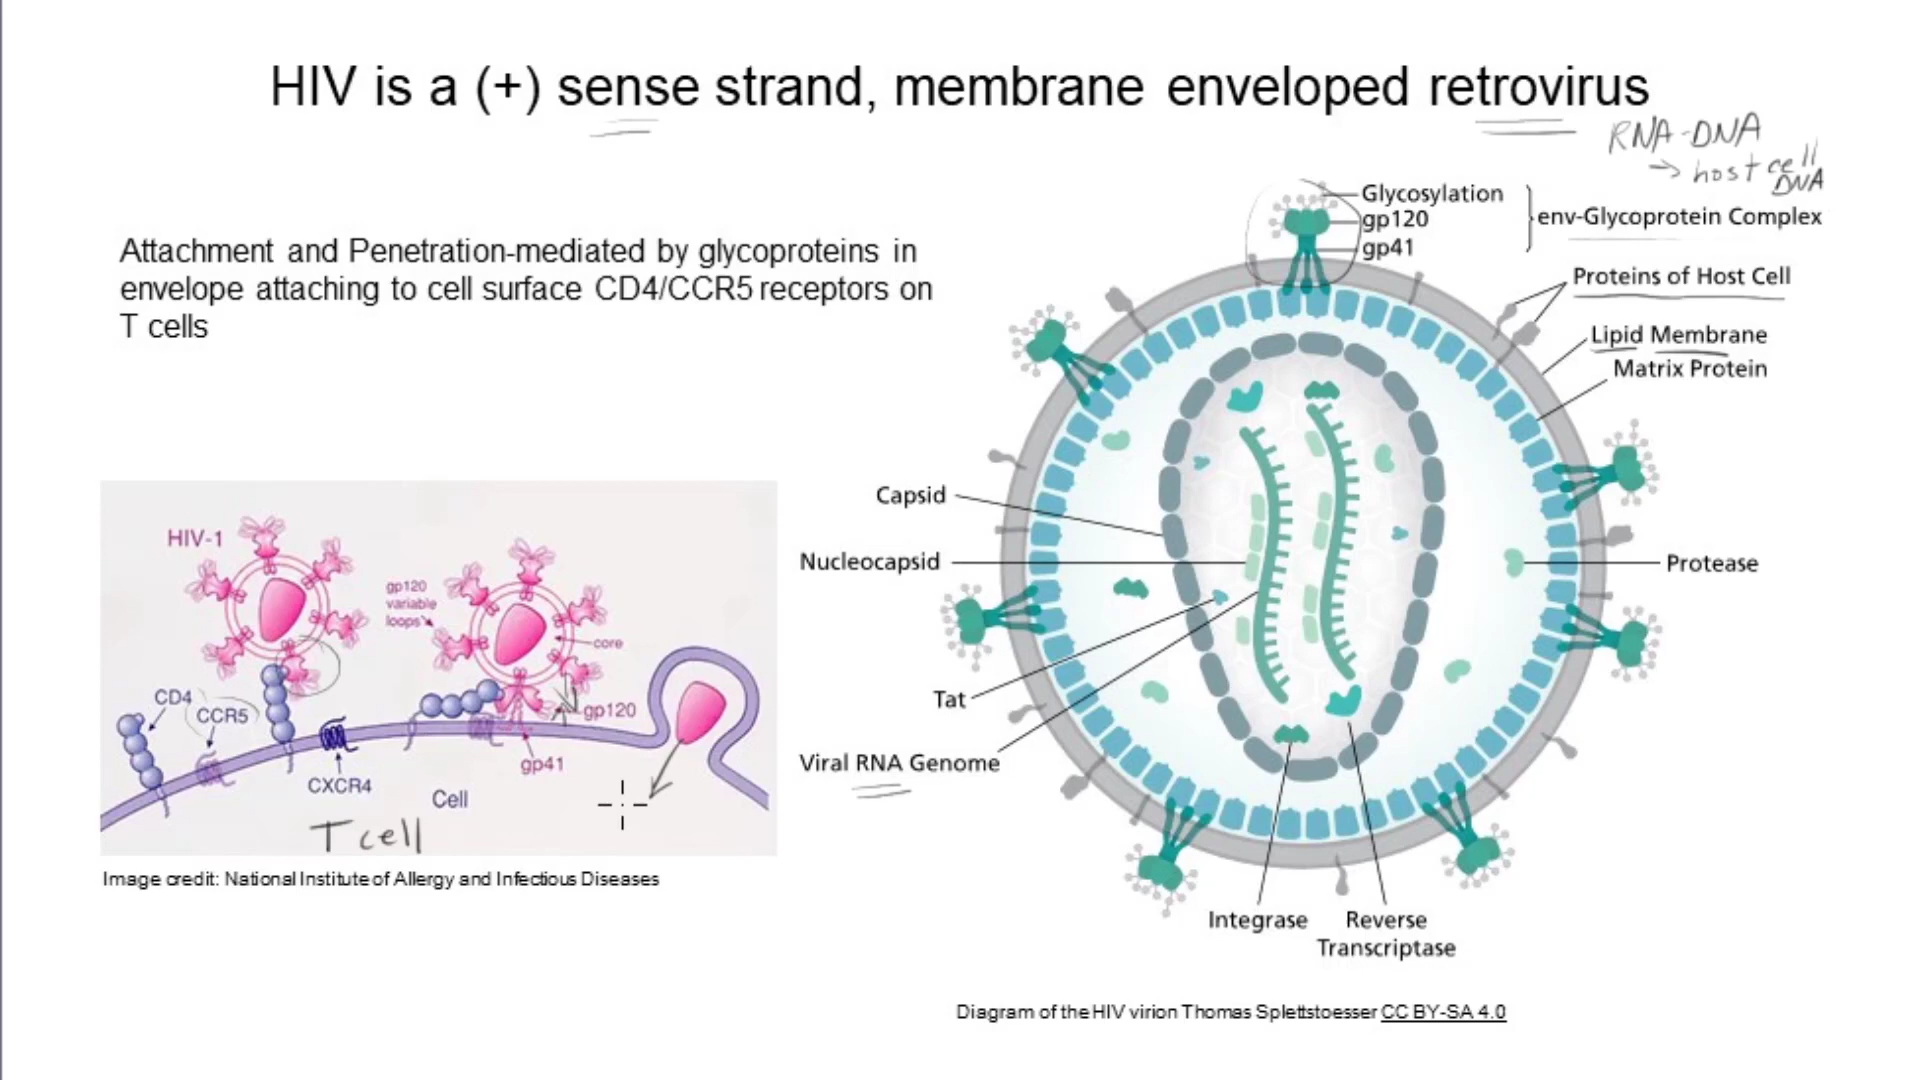 HIV is a (+) sense strand, membrane enveloped retrovirus
RNA-DNA
→ host cell
DNA
Attachment and Penetration-mediated by glycoproteins in
envelope attaching to cell surface CD4/CCR5 receptors on
T cells
Glycosylation
gp120
gp41
env-Glycoprotein Complex
Proteins of Host Cell
Lipid Membrane
Matrix Protein
Capsid
Nucleocapsid
Protease
Tat
Viral RNA Genome
Integrase
Reverse
Transcriptase
HIV-1
gp120
variable
loops
core
CD4
CCR5
gp120
gp41
CXCR4
Cell
T cell
Image credit: National Institute of Allergy and Infectious Diseases
Diagram of the HIV virion Thomas Splettstoesser CC BY-SA 4.0